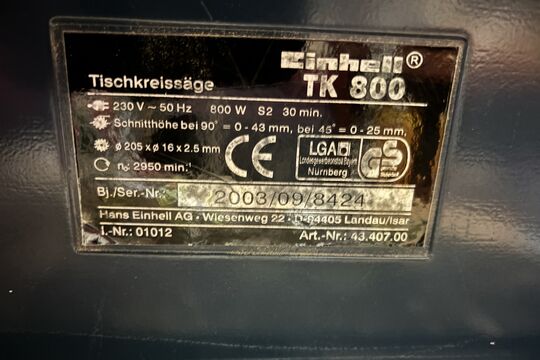 Einhell®
Tischkreissäge TK 800
230 V ~ 50 Hz 800 W S2 30 min.
Schnitthöhe bei 90° = 0-43 mm, bei 45° = 0-25 mm.
ø 205 x ø 16 x 2.5 mm
n₀: 2950 min.⁻¹
CE
LGA
Landesgewerbeanstalt Bayern
Nürnberg
GS
Bj./Ser.-Nr.: 2003/09/8424
Hans Einhell AG · Wiesenweg 22 · D-94405 Landau/Isar
I.-Nr.: 01012 Art.-Nr.: 43.407.00